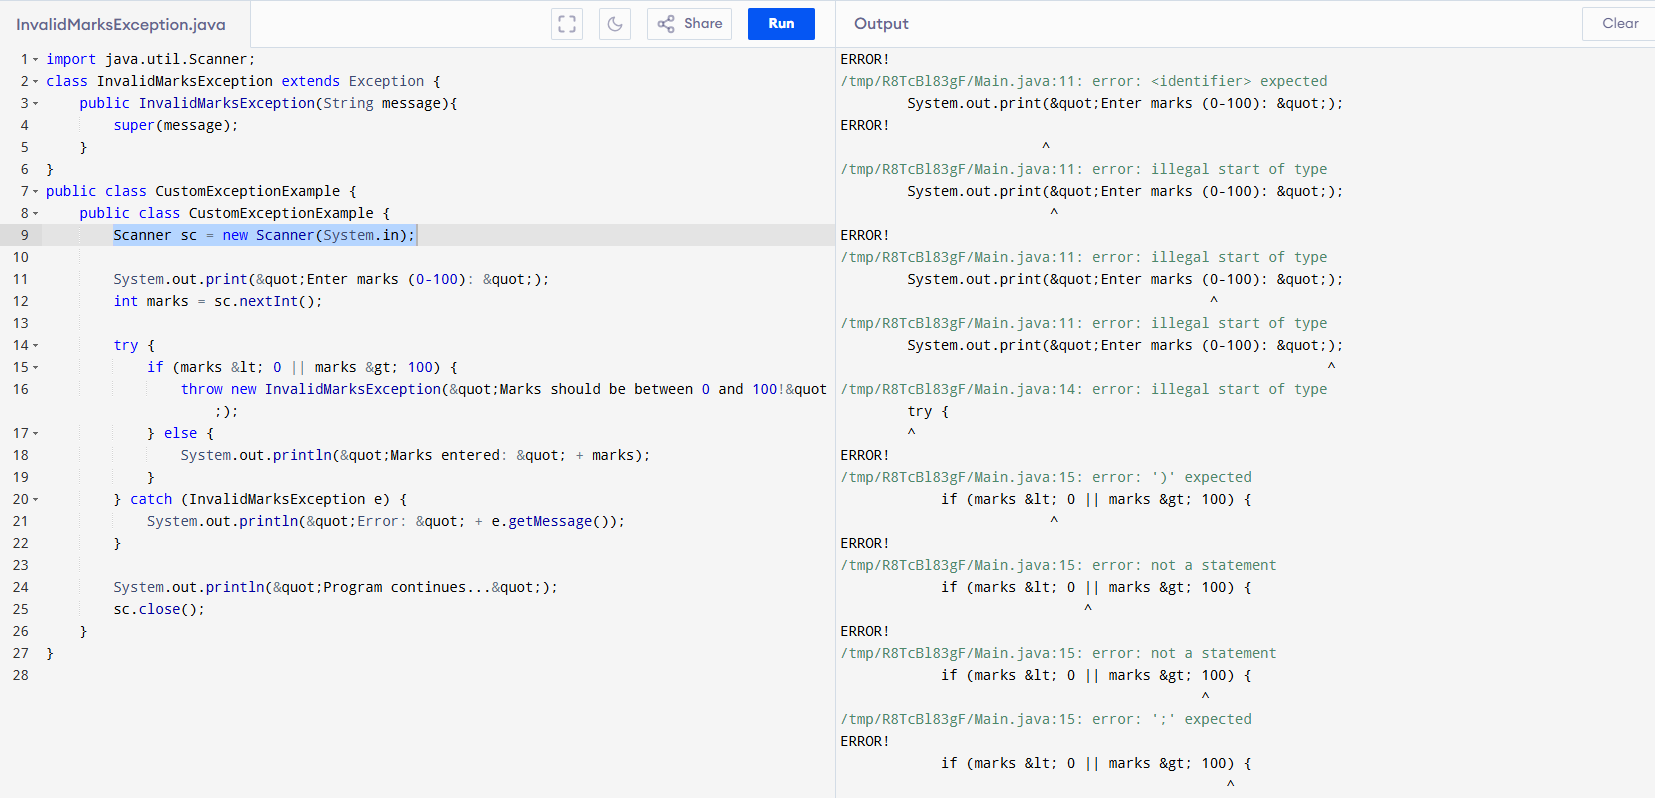 InvalidMarksException.java
Share
Run
Output
Clear
1 import java.util.Scanner;
2 class InvalidMarksException extends Exception {
3 public InvalidMarksException(String message){
4 super(message);
5 }
6 }
7 public class CustomExceptionExample {
8 public class CustomExceptionExample {
9 Scanner sc = new Scanner(System.in);
10
11 System.out.print(&quot;Enter marks (0-100): &quot;);
12 int marks = sc.nextInt();
13
14 try {
15 if (marks &lt; 0 || marks &gt; 100) {
16 throw new InvalidMarksException(&quot;Marks should be between 0 and 100!&quot
;);
17 } else {
18 System.out.println(&quot;Marks entered: &quot; + marks);
19 }
20 } catch (InvalidMarksException e) {
21 System.out.println(&quot;Error: &quot; + e.getMessage());
22 }
23
24 System.out.println(&quot;Program continues...&quot;);
25 sc.close();
26 }
27 }
28
ERROR!
/tmp/R8TcBl83gF/Main.java:11: error: <identifier> expected
System.out.print(&quot;Enter marks (0-100): &quot;);
ERROR!
^
/tmp/R8TcBl83gF/Main.java:11: error: illegal start of type
System.out.print(&quot;Enter marks (0-100): &quot;);
^
ERROR!
/tmp/R8TcBl83gF/Main.java:11: error: illegal start of type
System.out.print(&quot;Enter marks (0-100): &quot;);
^
/tmp/R8TcBl83gF/Main.java:11: error: illegal start of type
System.out.print(&quot;Enter marks (0-100): &quot;);
^
/tmp/R8TcBl83gF/Main.java:14: error: illegal start of type
try {
^
ERROR!
/tmp/R8TcBl83gF/Main.java:15: error: ')' expected
if (marks &lt; 0 || marks &gt; 100) {
^
ERROR!
/tmp/R8TcBl83gF/Main.java:15: error: not a statement
if (marks &lt; 0 || marks &gt; 100) {
^
ERROR!
/tmp/R8TcBl83gF/Main.java:15: error: not a statement
if (marks &lt; 0 || marks &gt; 100) {
^
/tmp/R8TcBl83gF/Main.java:15: error: ';' expected
ERROR!
if (marks &lt; 0 || marks &gt; 100) {
^